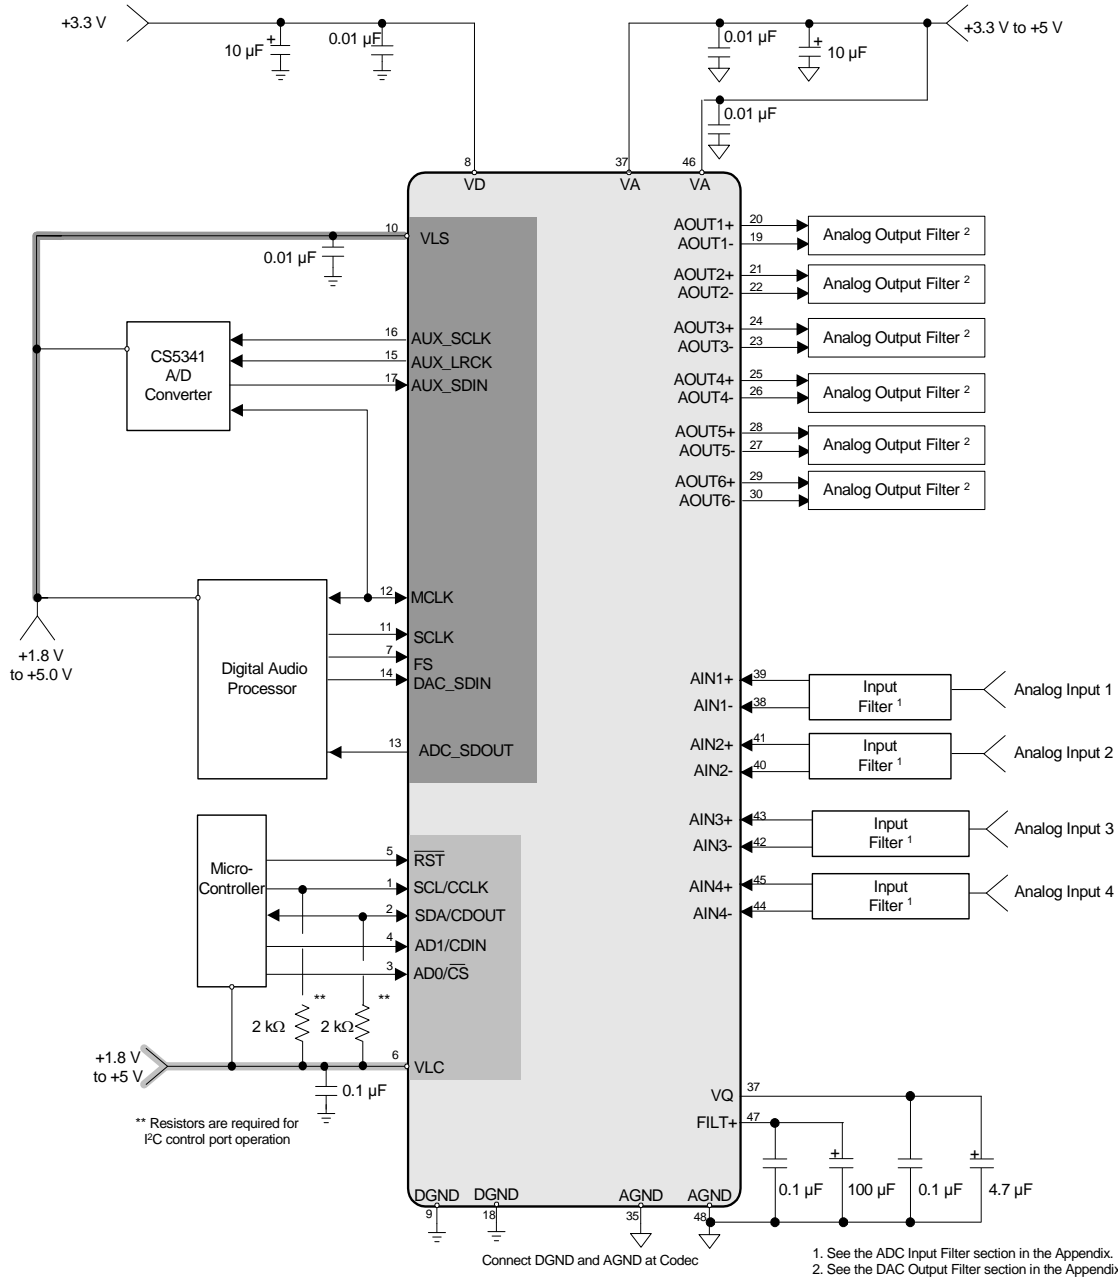 +3.3 V
10 µF
+
0.01 µF
0.01 µF
+
10 µF
+3.3 V to +5 V
0.01 µF
8
37
46
VD
VA
VA
10
VLS
0.01 µF
CS5341
A/D
Converter
16
AUX_SCLK
15
AUX_LRCK
17
AUX_SDIN
AOUT1+
20
AOUT1-
19
Analog Output Filter 2
AOUT2+
21
AOUT2-
22
Analog Output Filter 2
AOUT3+
24
AOUT3-
23
Analog Output Filter 2
AOUT4+
25
AOUT4-
26
Analog Output Filter 2
AOUT5+
28
AOUT5-
27
Analog Output Filter 2
AOUT6+
29
AOUT6-
30
Analog Output Filter 2
+1.8 V
to +5.0 V
Digital Audio
Processor
12
MCLK
11
SCLK
7
FS
14
DAC_SDIN
13
ADC_SDOUT
AIN1+
39
AIN1-
38
Input
Filter 1
Analog Input 1
AIN2+
41
AIN2-
40
Input
Filter 1
Analog Input 2
AIN3+
43
AIN3-
42
Input
Filter 1
Analog Input 3
AIN4+
45
AIN4-
44
Input
Filter 1
Analog Input 4
Micro-
Controller
5
RST
1
SCL/CCLK
2
SDA/CDOUT
4
AD1/CDIN
3
AD0/CS
**
**
2 kΩ
2 kΩ
+1.8 V
to +5 V
6
VLC
0.1 µF
** Resistors are required for
I²C control port operation
VQ
37
FILT+
47
+
+
0.1 µF
100 µF
0.1 µF
4.7 µF
DGND
DGND
AGND
AGND
9
18
35
48
Connect DGND and AGND at Codec
1. See the ADC Input Filter section in the Appendix.
2. See the DAC Output Filter section in the Appendix